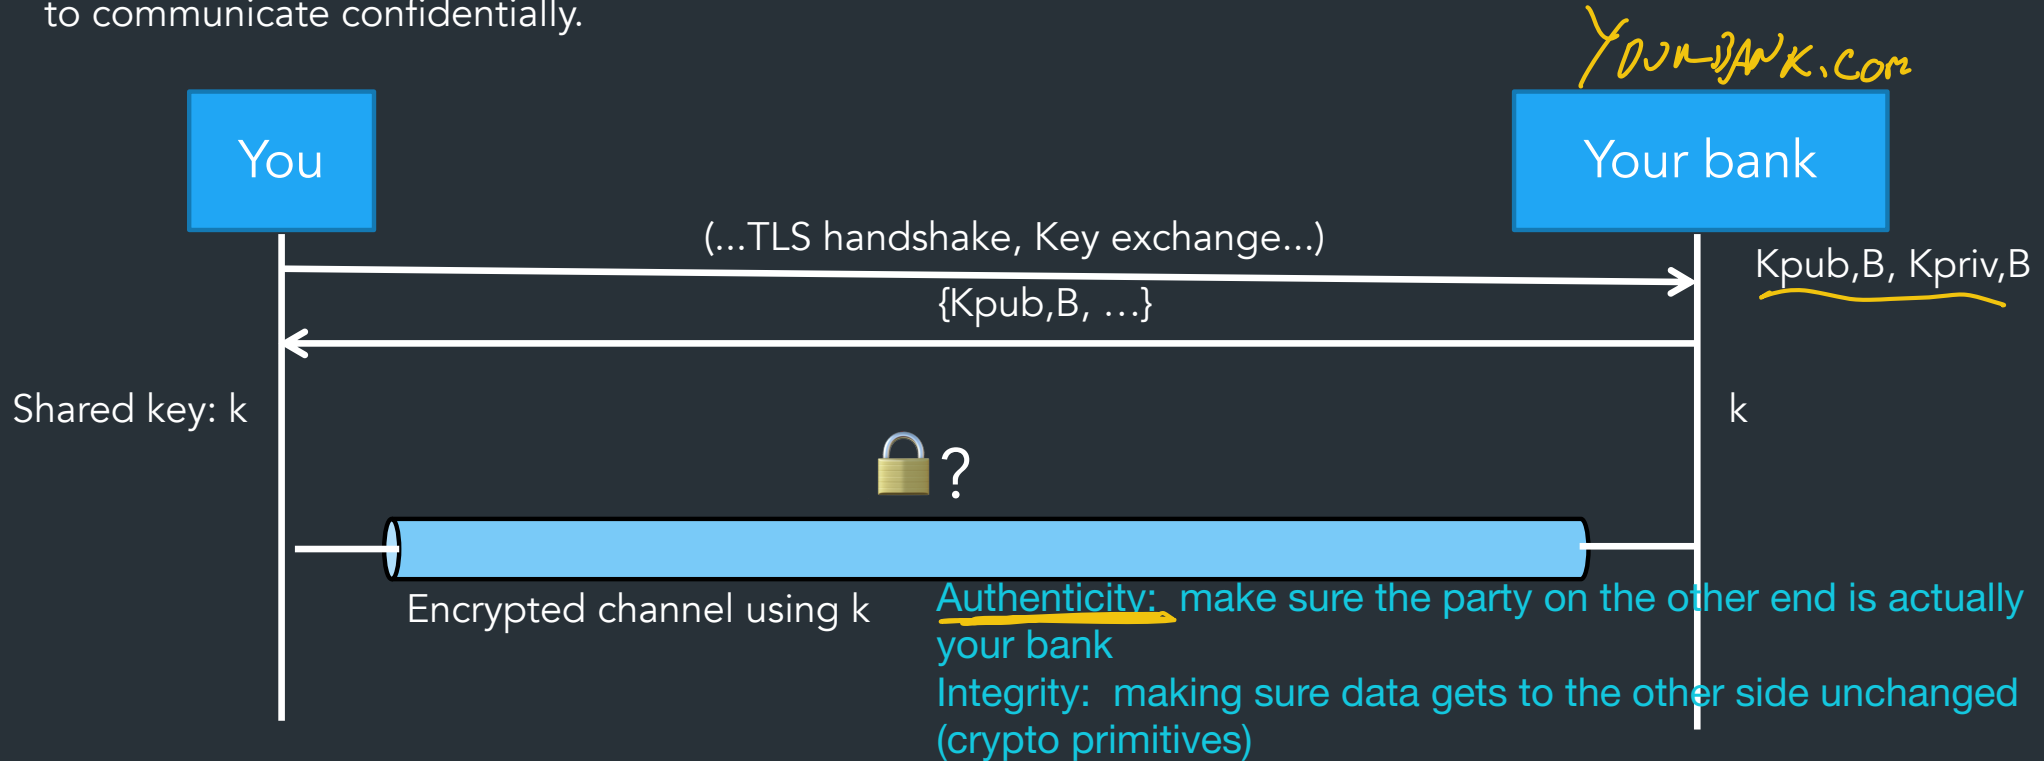 to communicate confidentially.
YOURBANK.COM
You
Your bank
(...TLS handshake, Key exchange...)
Kpub,B, Kpriv,B
{Kpub,B, ...}
Shared key: k
k
?
Encrypted channel using k
Authenticity: make sure the party on the other end is actually
your bank
Integrity: making sure data gets to the other side unchanged
(crypto primitives)